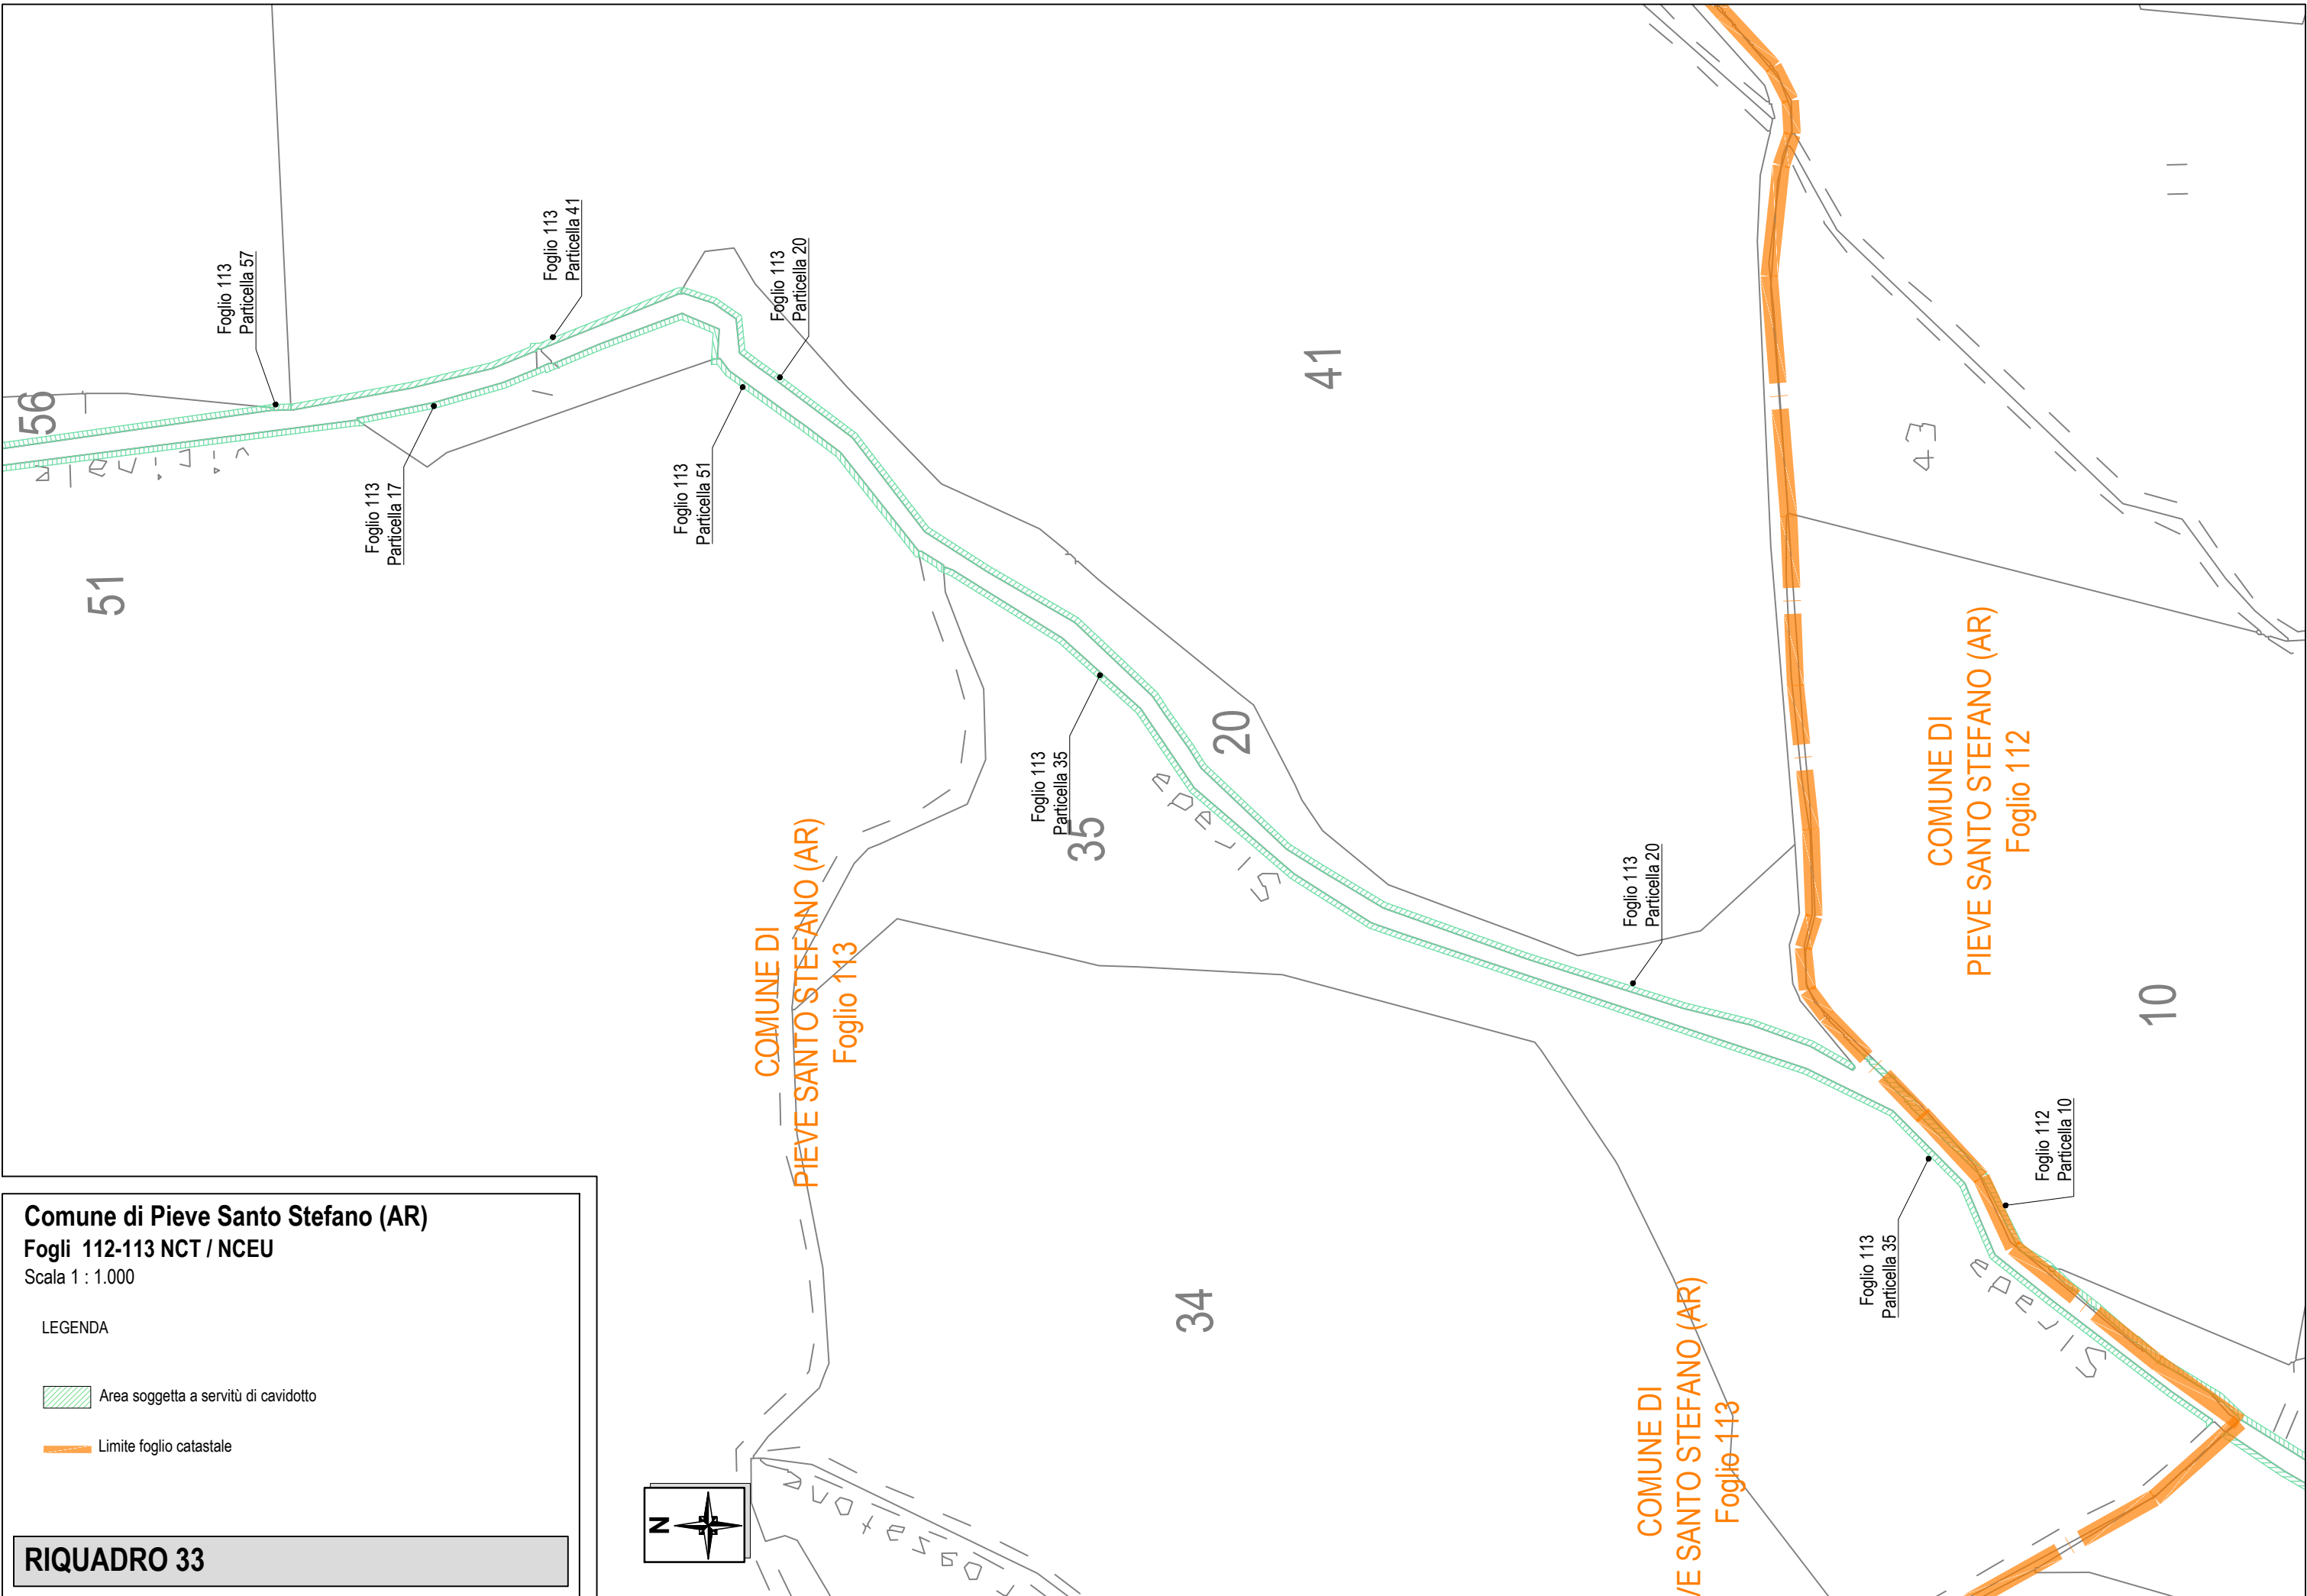 56
51
Foglio 113
Particella 57
Foglio 113
Particella 41
Foglio 113
Particella 20
Foglio 113
Particella 17
Foglio 113
Particella 51
41
43
11
Foglio 113
Particella 35
35
20
Foglio 113
Particella 20
COMUNE DI
PIEVE SANTO STEFANO (AR)
Foglio 112
COMUNE DI
PIEVE SANTO STEFANO (AR)
Foglio 113
10
34
Foglio 112
Particella 10
Foglio 113
Particella 35
COMUNE DI
VE SANTO STEFANO (AR)
Foglio 113
N
Comune di Pieve Santo Stefano (AR)
Fogli 112-113 NCT / NCEU
Scala 1 : 1.000
LEGENDA
Area soggetta a servitù di cavidotto
Limite foglio catastale
RIQUADRO 33